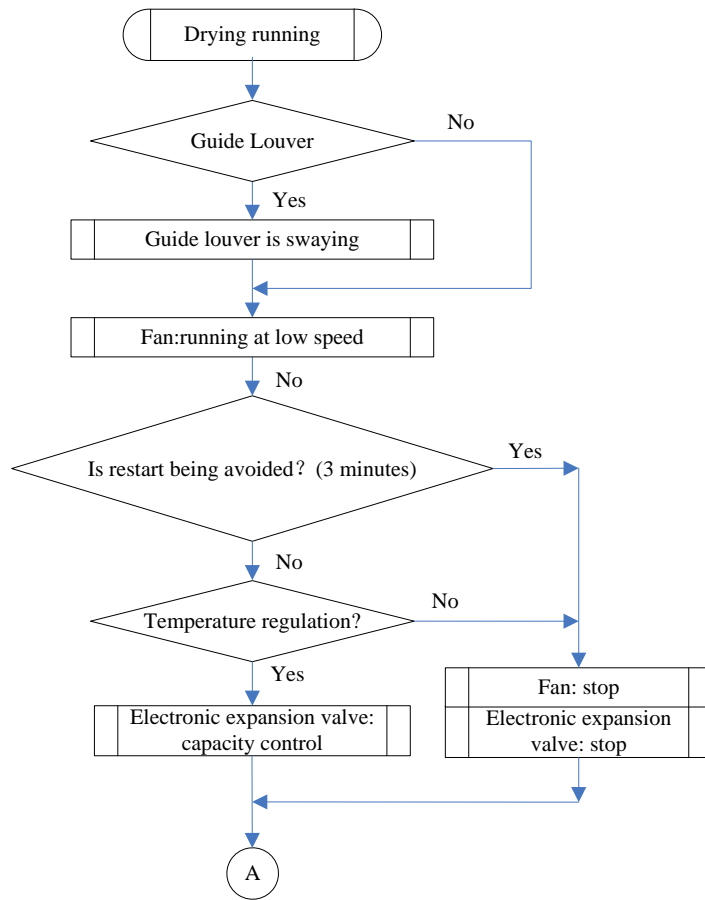 Drying running
Guide Louver
No
Yes
Guide louver is swaying
Fan:running at low speed
No
Is restart being avoided？(3 minutes)
Yes
No
Temperature regulation?
No
Yes
Fan: stop
Electronic expansion valve:
capacity control
Electronic expansion
valve: stop
A